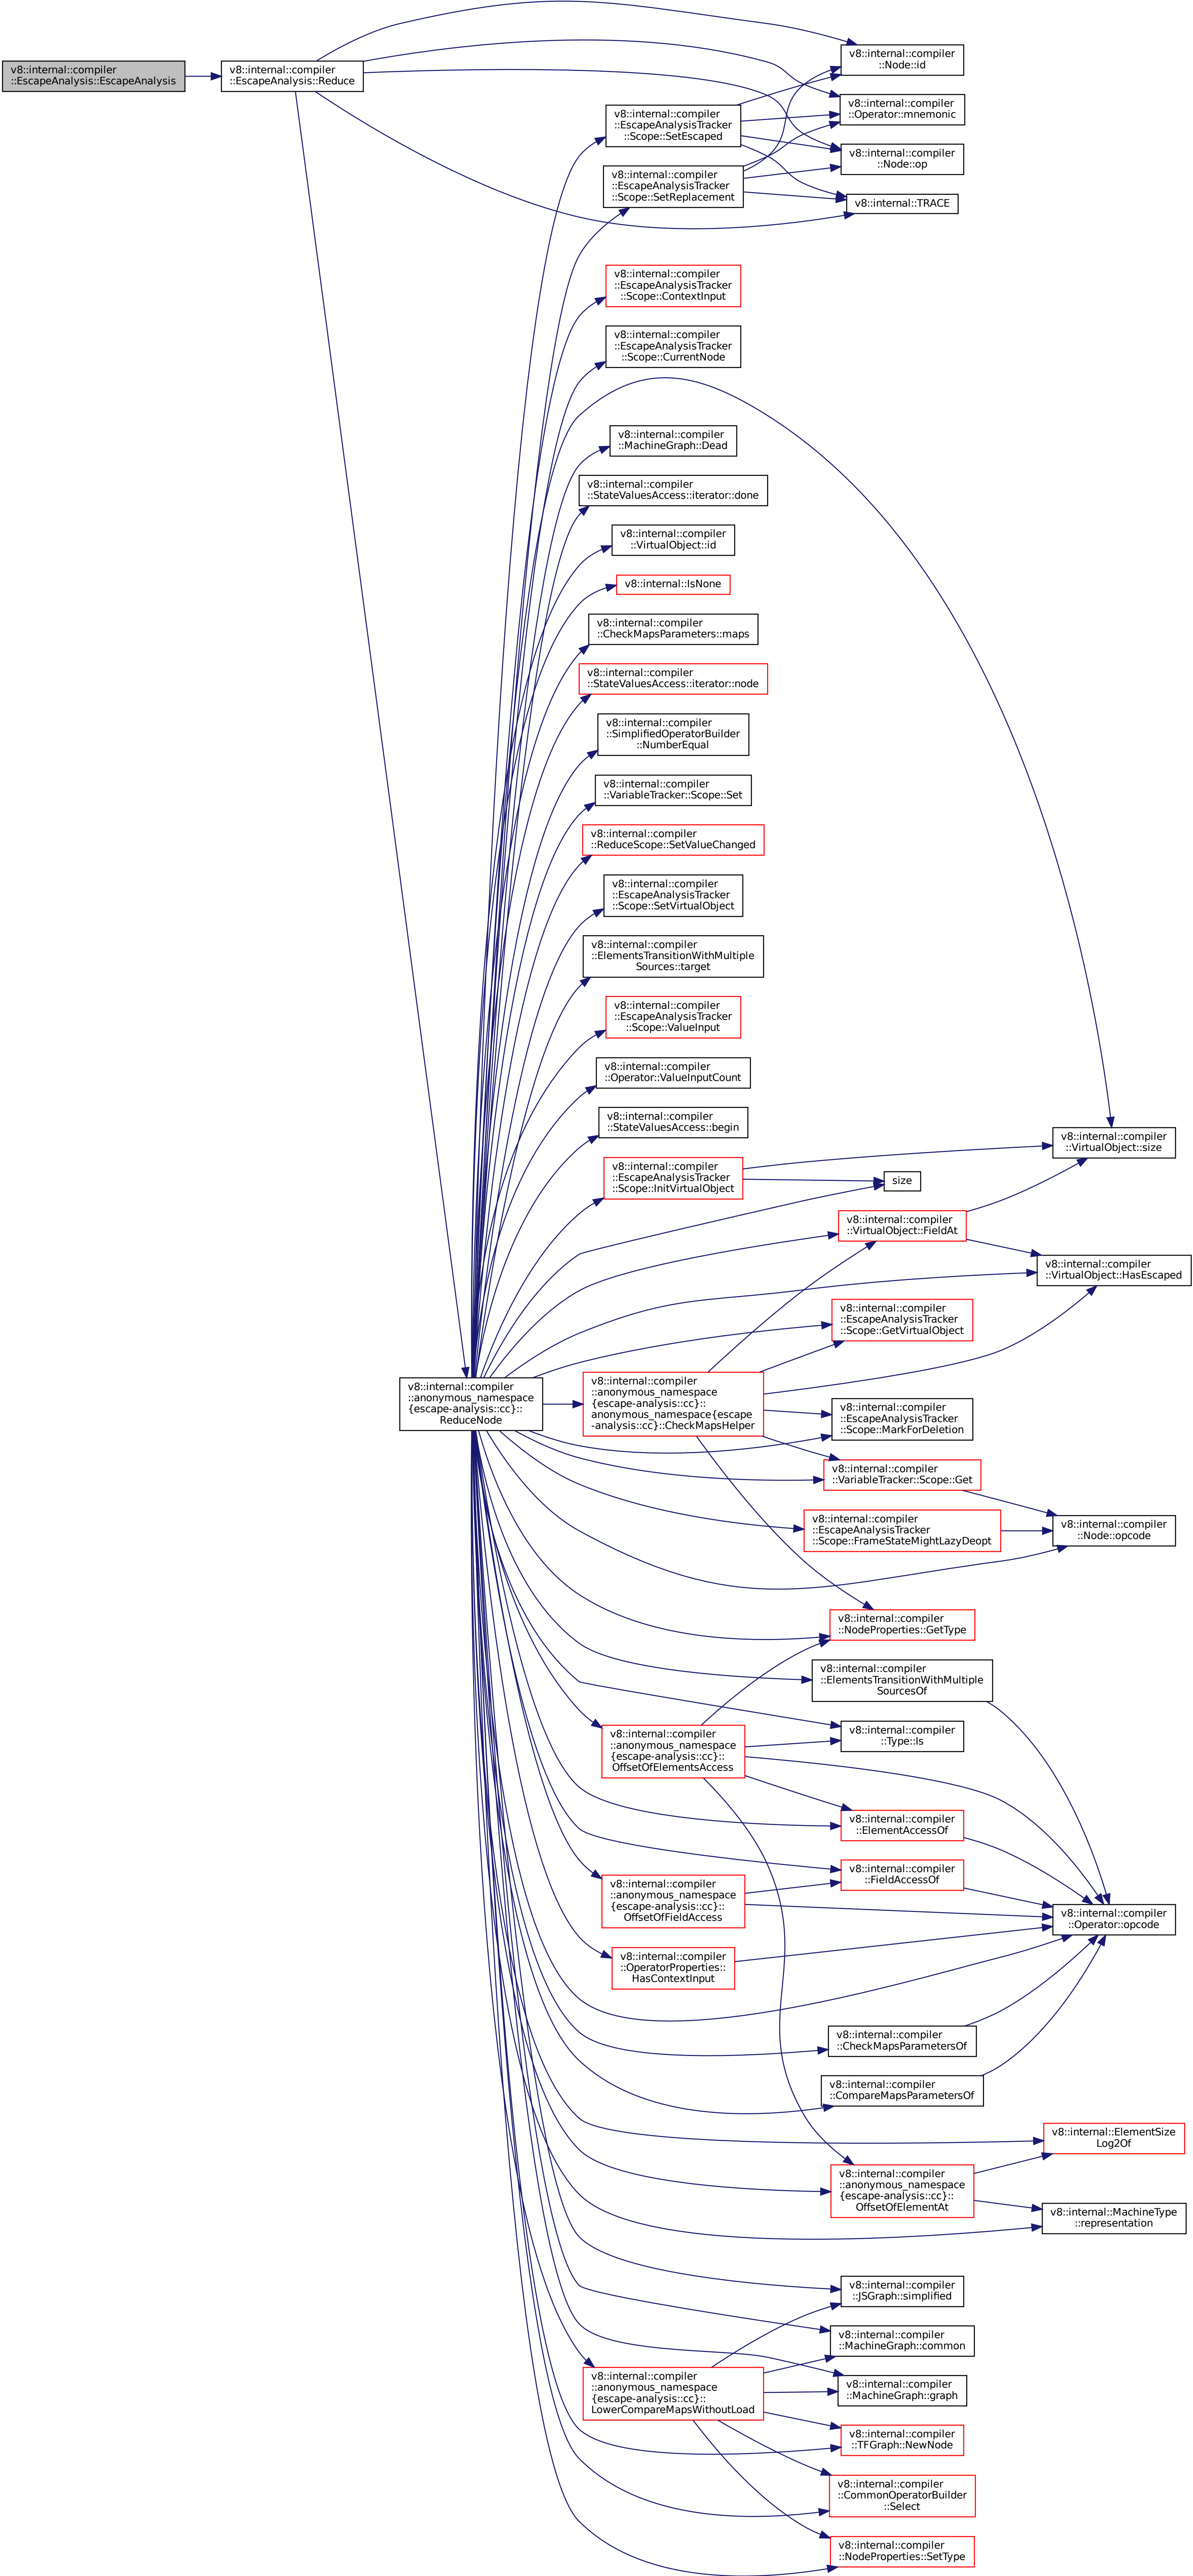 v8::internal::compiler
::EscapeAnalysis::EscapeAnalysis
v8::internal::compiler
::EscapeAnalysis::Reduce
v8::internal::compiler
::Node::id
v8::internal::compiler
::Operator::mnemonic
v8::internal::compiler
::EscapeAnalysisTracker
::Scope::SetEscaped
v8::internal::compiler
::Node::op
v8::internal::compiler
::EscapeAnalysisTracker
::Scope::SetReplacement
v8::internal::TRACE
v8::internal::compiler
::EscapeAnalysisTracker
::Scope::ContextInput
v8::internal::compiler
::EscapeAnalysisTracker
::Scope::CurrentNode
v8::internal::compiler
::MachineGraph::Dead
v8::internal::compiler
::StateValuesAccess::iterator::done
v8::internal::compiler
::VirtualObject::id
v8::internal::IsNone
v8::internal::compiler
::CheckMapsParameters::maps
v8::internal::compiler
::StateValuesAccess::iterator::node
v8::internal::compiler
::SimplifiedOperatorBuilder
::NumberEqual
v8::internal::compiler
::VariableTracker::Scope::Set
v8::internal::compiler
::ReduceScope::SetValueChanged
v8::internal::compiler
::EscapeAnalysisTracker
::Scope::SetVirtualObject
v8::internal::compiler
::ElementsTransitionWithMultiple
Sources::target
v8::internal::compiler
::EscapeAnalysisTracker
::Scope::ValueInput
v8::internal::compiler
::Operator::ValueInputCount
v8::internal::compiler
::StateValuesAccess::begin
v8::internal::compiler
::VirtualObject::size
v8::internal::compiler
::EscapeAnalysisTracker
::Scope::InitVirtualObject
size
v8::internal::compiler
::VirtualObject::FieldAt
v8::internal::compiler
::VirtualObject::HasEscaped
v8::internal::compiler
::EscapeAnalysisTracker
::Scope::GetVirtualObject
v8::internal::compiler
::anonymous_namespace
{escape-analysis::cc}::
ReduceNode
v8::internal::compiler
::anonymous_namespace
{escape-analysis::cc}::
anonymous_namespace{escape
-analysis::cc}::CheckMapsHelper
v8::internal::compiler
::EscapeAnalysisTracker
::Scope::MarkForDeletion
v8::internal::compiler
::VariableTracker::Scope::Get
v8::internal::compiler
::EscapeAnalysisTracker
::Scope::FrameStateMightLazyDeopt
v8::internal::compiler
::Node::opcode
v8::internal::compiler
::NodeProperties::GetType
v8::internal::compiler
::ElementsTransitionWithMultiple
SourcesOf
v8::internal::compiler
::anonymous_namespace
{escape-analysis::cc}::
OffsetOfElementsAccess
v8::internal::compiler
::Type::Is
v8::internal::compiler
::ElementAccessOf
v8::internal::compiler
::FieldAccessOf
v8::internal::compiler
::anonymous_namespace
{escape-analysis::cc}::
OffsetOfFieldAccess
v8::internal::compiler
::Operator::opcode
v8::internal::compiler
::OperatorProperties::
HasContextInput
v8::internal::compiler
::CheckMapsParametersOf
v8::internal::compiler
::CompareMapsParametersOf
v8::internal::ElementSize
Log2Of
v8::internal::compiler
::anonymous_namespace
{escape-analysis::cc}::
OffsetOfElementAt
v8::internal::MachineType
::representation
v8::internal::compiler
::JSGraph::simplified
v8::internal::compiler
::MachineGraph::common
v8::internal::compiler
::anonymous_namespace
{escape-analysis::cc}::
LowerCompareMapsWithoutLoad
v8::internal::compiler
::MachineGraph::graph
v8::internal::compiler
::TFGraph::NewNode
v8::internal::compiler
::CommonOperatorBuilder
::Select
v8::internal::compiler
::NodeProperties::SetType